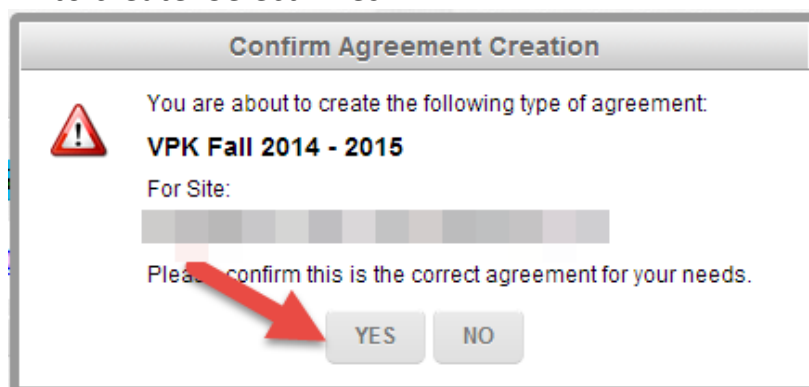 Confirm Agreement Creation
You are about to create the following type of agreement:
VPK Fall 2014 - 2015
For Site:
Please confirm this is the correct agreement for your needs.
YES NO